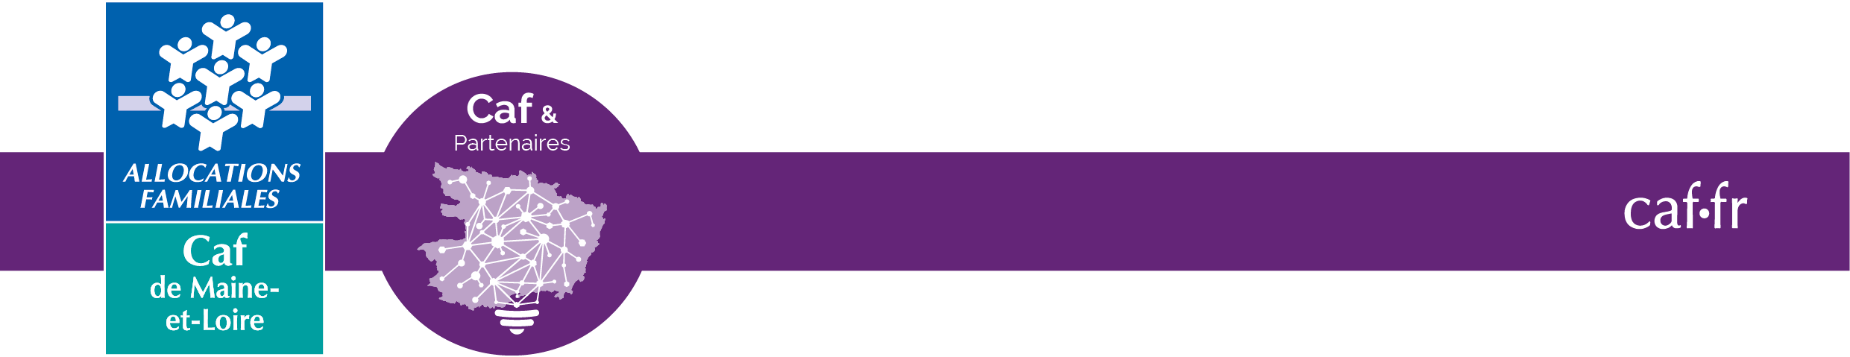 ALLOCATIONS
FAMILIALES
Caf
de Maine-
et-Loire
Caf &
Partenaires
caf.fr